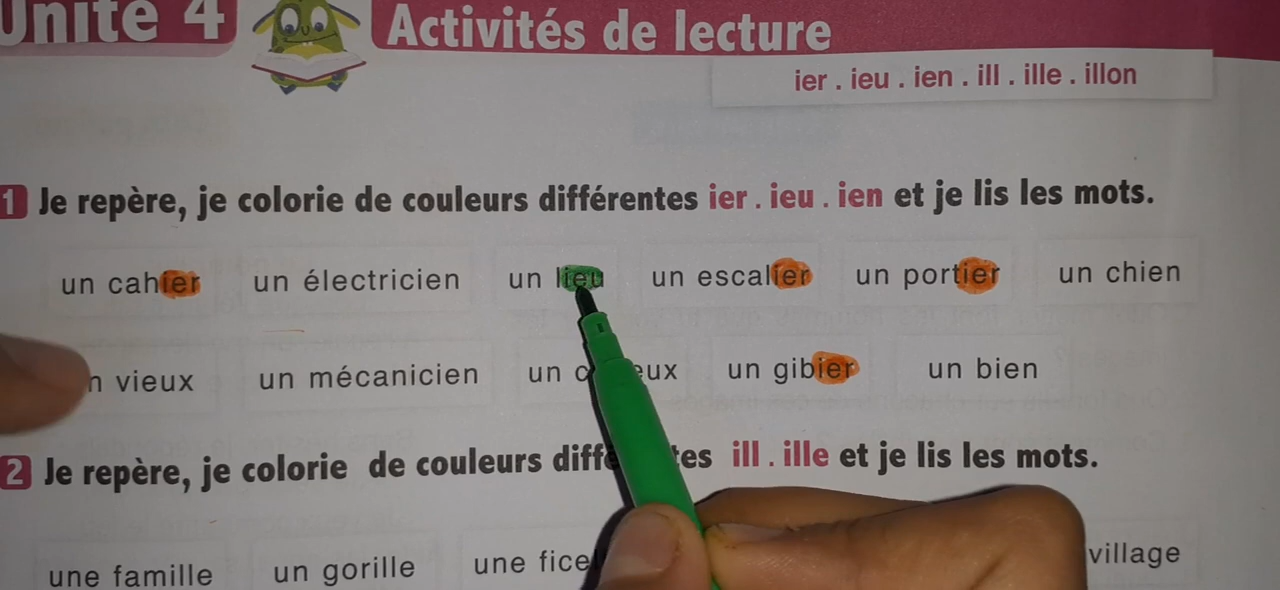 Unité 4 Activités de lecture
ier . ieu . ien . ill . ille . illon
1 Je repère, je colorie de couleurs différentes ier . ieu . ien et je lis les mots.
un cahier un électricien un lieu un escalier un portier un chien
vieux un mécanicien un un gibier un bien
2 Je repère, je colorie de couleurs ill . ille et je lis les mots.
une famille un gorille une village